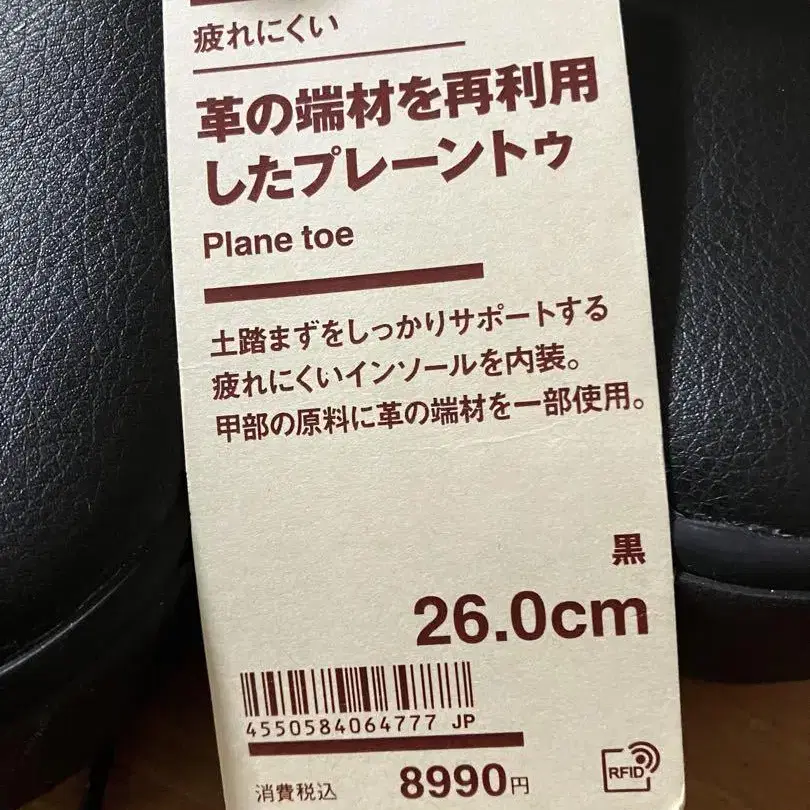 疲れにくい
革の端材を再利用
したプレーントゥ
Plane toe
土踏まずをしっかりサポートする
疲れにくいインソールを内装。
甲部の原料に革の端材を一部使用。
黒
26.0cm
4550584064777 JP
消費税込 8990円
RFID